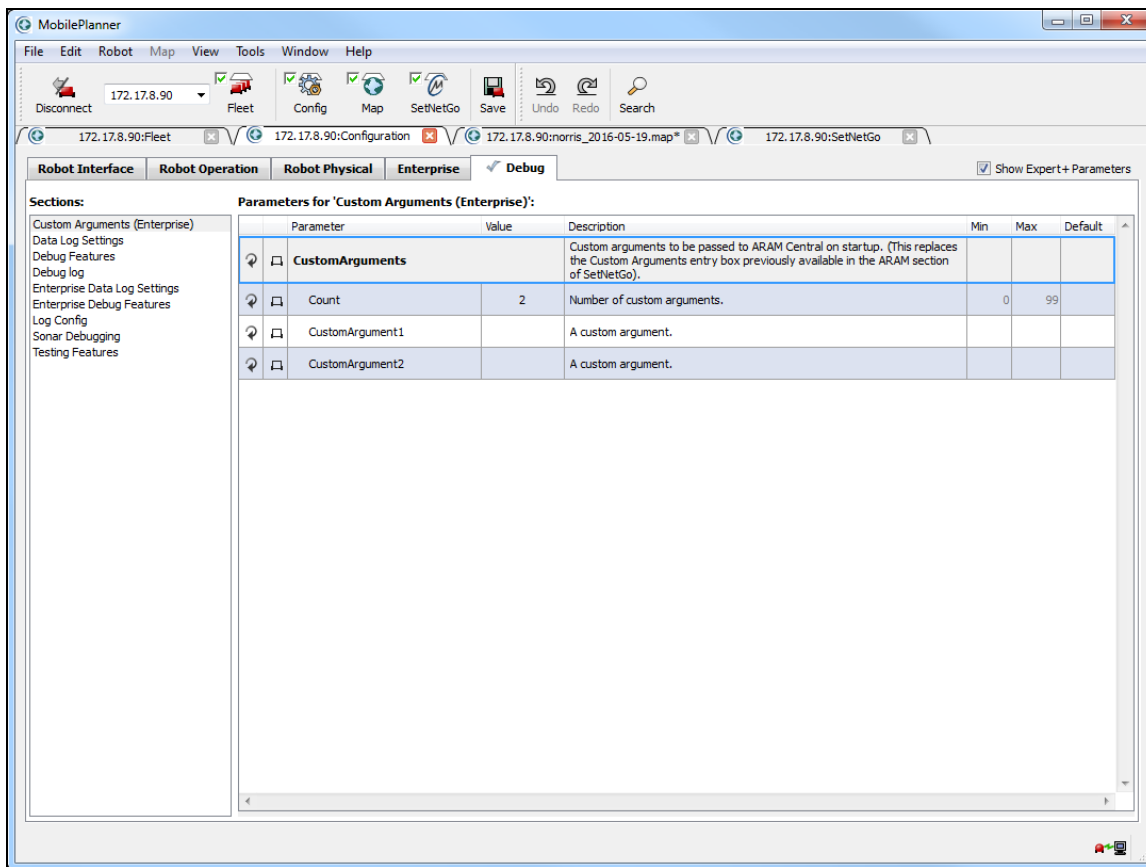 MobilePlanner
File Edit Robot Map View Tools Window Help
172.17.8.90
Disconnect Fleet Config Map SetNetGo Save Undo Redo Search
172.17.8.90:Fleet 172.17.8.90:Configuration 172.17.8.90:norris_2016-05-19.map* 172.17.8.90:SetNetGo
Robot Interface Robot Operation Robot Physical Enterprise Debug Show Expert+ Parameters
Sections:
Custom Arguments (Enterprise)
Data Log Settings
Debug Features
Debug log
Enterprise Data Log Settings
Enterprise Debug Features
Log Config
Sonar Debugging
Testing Features
Parameters for 'Custom Arguments (Enterprise)':
Parameter Value Description Min Max Default
CustomArguments
Custom arguments to be passed to ARAM Central on startup. (This replaces
the Custom Arguments entry box previously available in the ARAM section
of SetNetGo).
Count 2 Number of custom arguments. 0 99
CustomArgument1 A custom argument.
CustomArgument2 A custom argument.